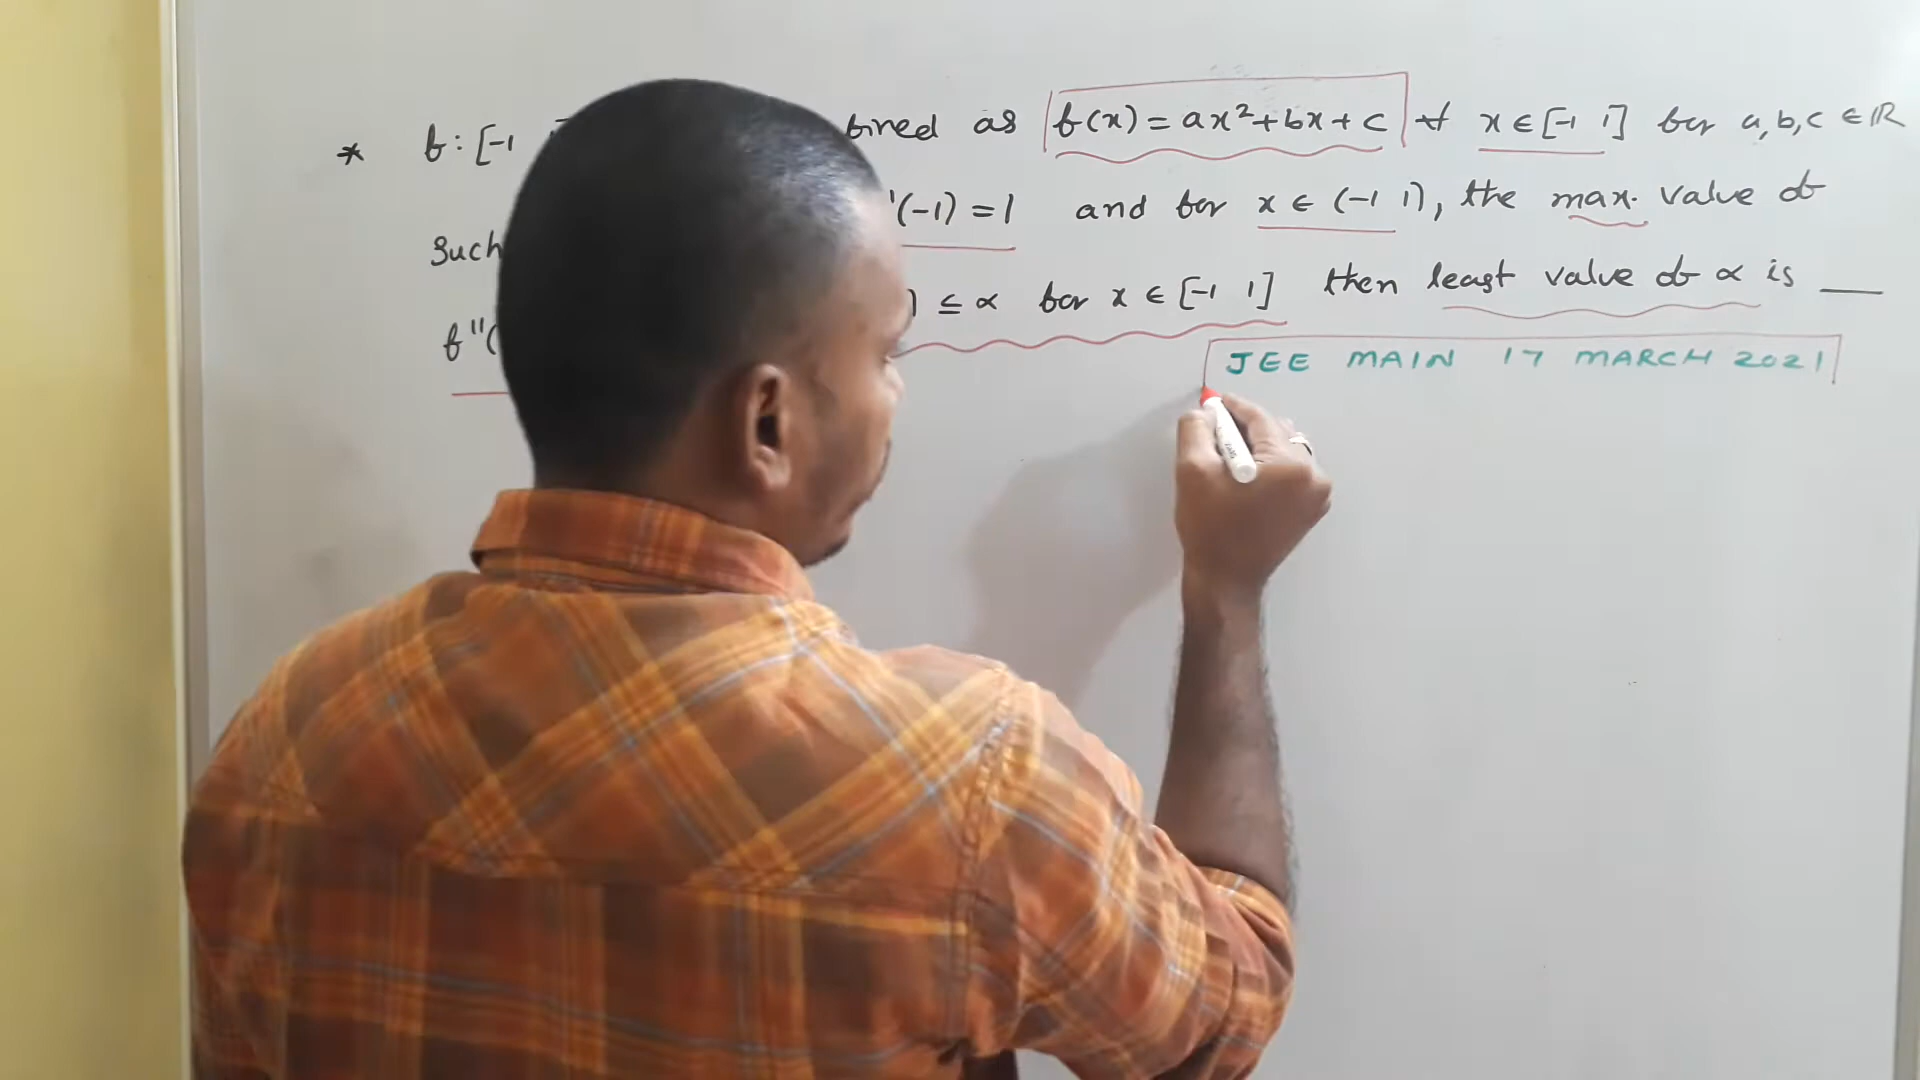 * f : [-1 fined as f(x) = ax²+bx+c ∀ x ∈ [-1 1] for a, b, c ∈ ℝ
Such '(-1) = 1 and for x ∈ (-1 1), the max. value of
f''( ) ≤ α for x ∈ [-1 1] then least value of α is ___
JEE MAIN 17 MARCH 2021